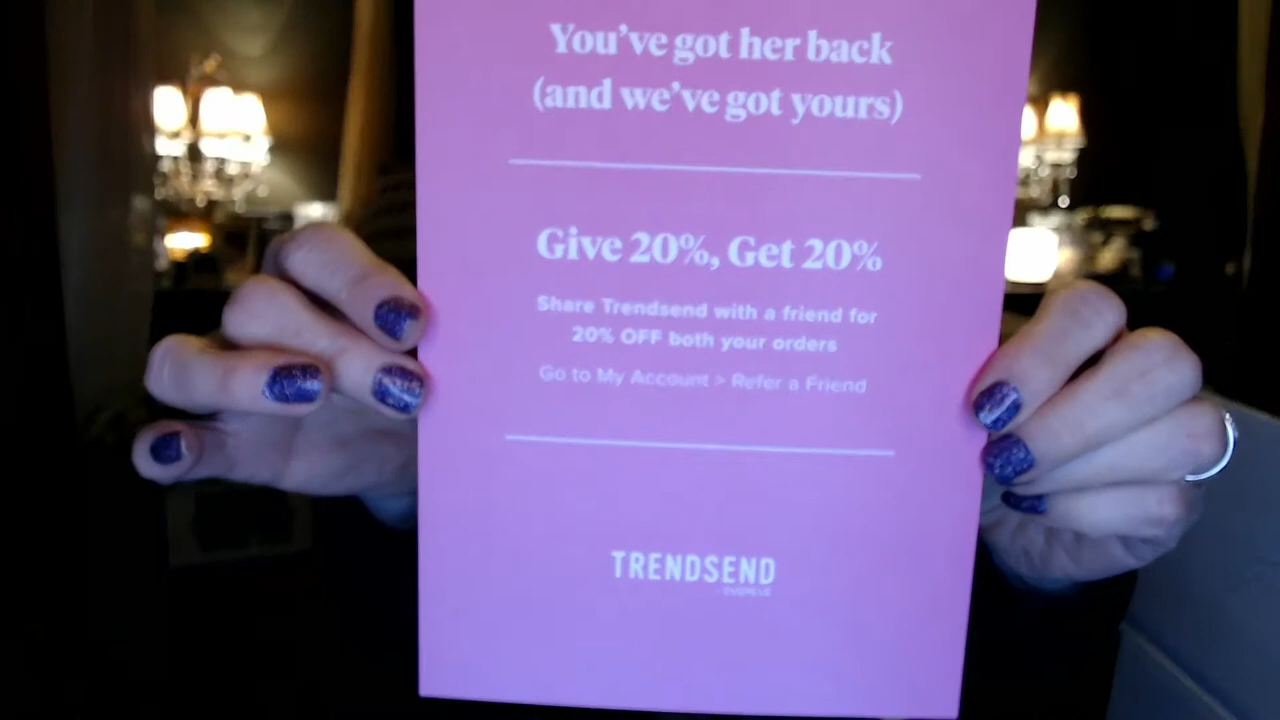 You've got her back
(and we've got yours)
Give 20%, Get 20%
Share Trendsend with a friend for
20% OFF both your orders
Go to My Account > Refer a Friend
TRENDSEND